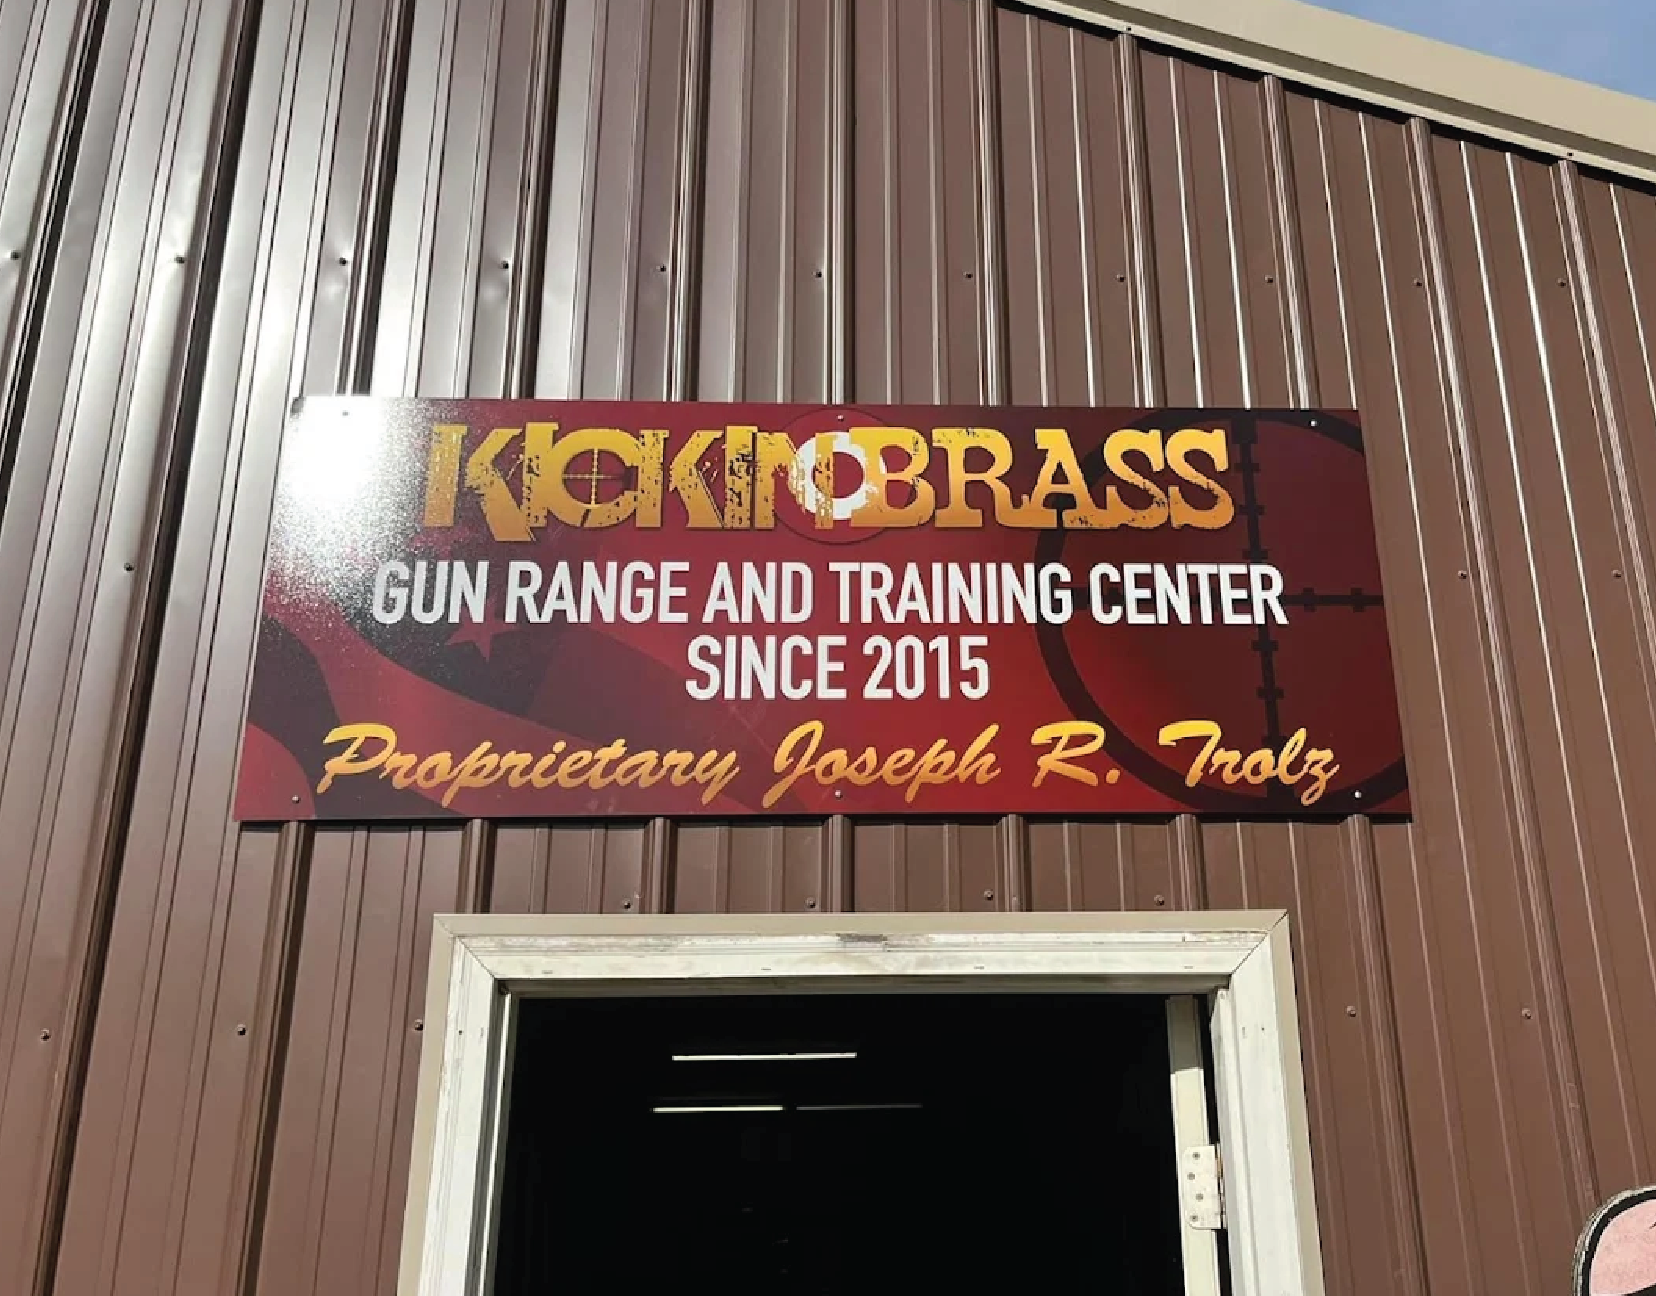 KICKIN BRASS
GUN RANGE AND TRAINING CENTER
SINCE 2015
Proprietary Joseph R. Trolz